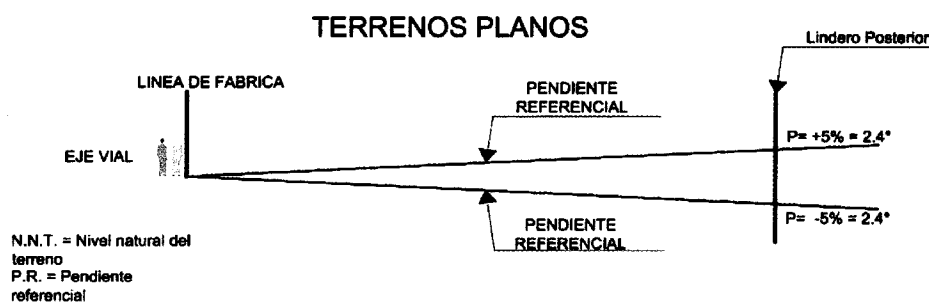 TERRENOS PLANOS
Lindero Posterior
LINEA DE FABRICA
PENDIENTE
REFERENCIAL
P= +5% = 2.4°
EJE VIAL
P= -5% = 2.4°
PENDIENTE
REFERENCIAL
N.N.T. = Nivel natural del
terreno
P.R. = Pendiente
referencial